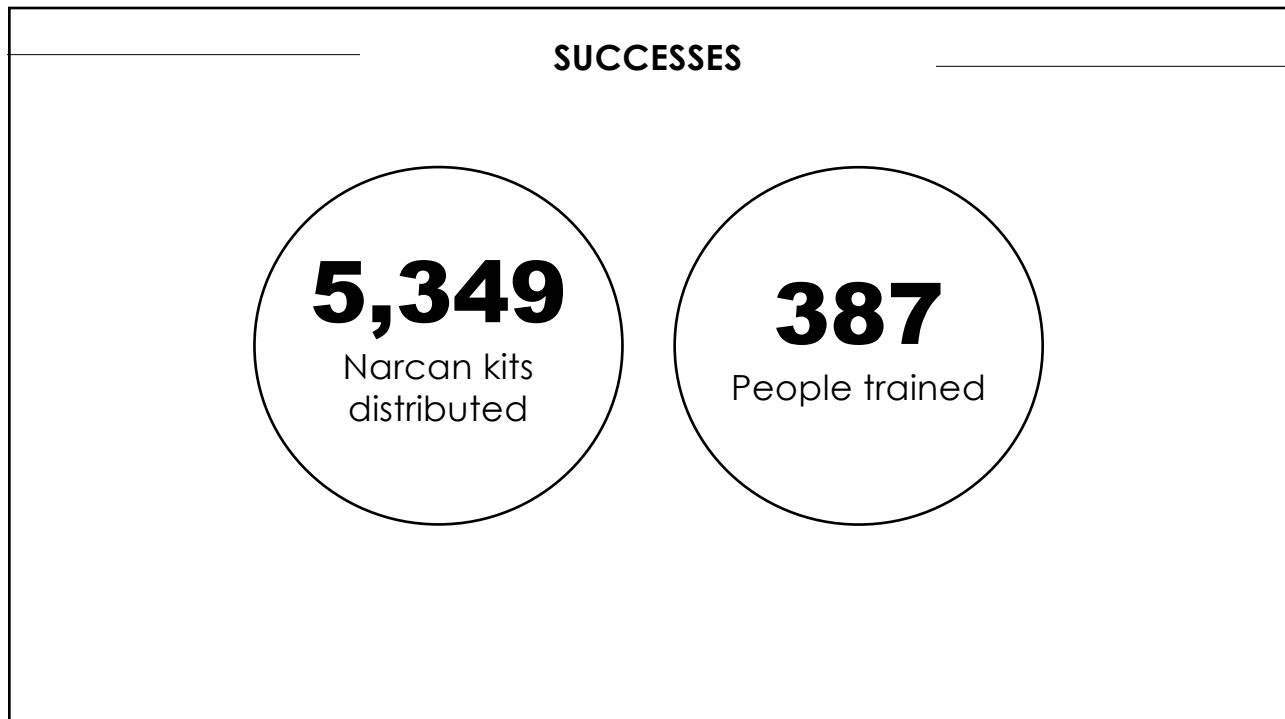 SUCCESSES
5,349
Narcan kits
distributed
387
People trained